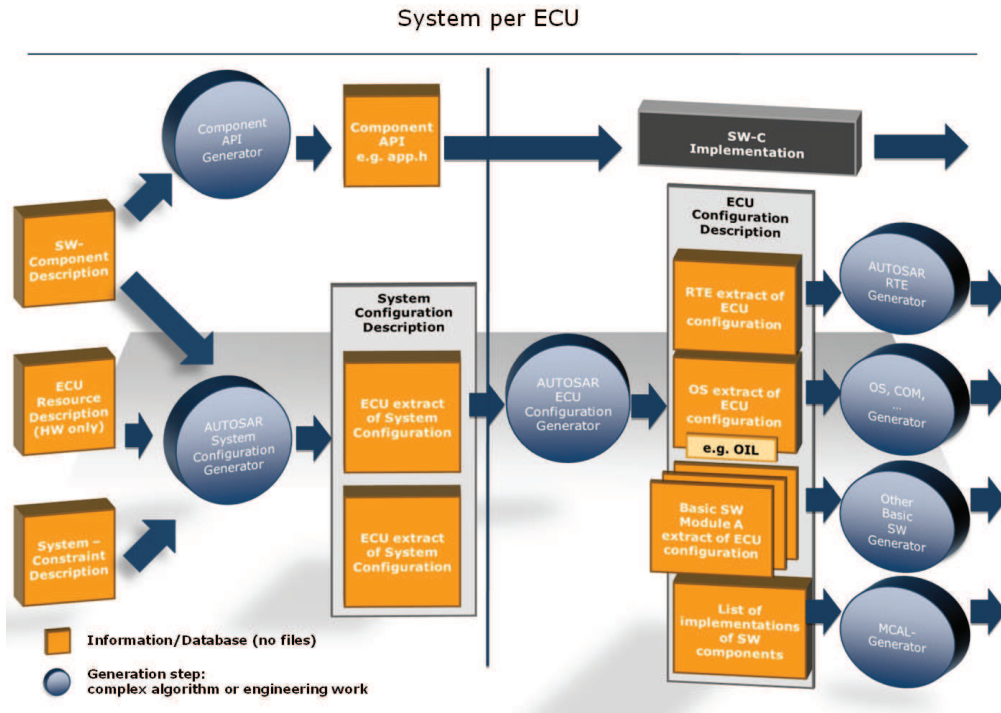 System per ECU
Component
API
Generator
Component
API
e.g. app.h
SW-C
Implementation
SW-
Component
Description
ECU
Resource
Description
(HW only)
System –
Constraint
Description
AUTOSAR
System
Configuration
Generator
System
Configuration
Description
ECU extract
of System
Configuration
ECU extract
of System
Configuration
AUTOSAR
ECU
Configuration
Generator
ECU
Configuration
Description
RTE extract of
ECU
configuration
OS extract of
ECU
configuration
e.g. OIL
Basic SW
Module A
extract of ECU
configuration
List of
implementations
of SW
components
AUTOSAR
RTE
Generator
OS, COM,
...
Generator
Other
Basic
SW
Generator
MCAL-
Generator
Information/Database (no files)
Generation step:
complex algorithm or engineering work